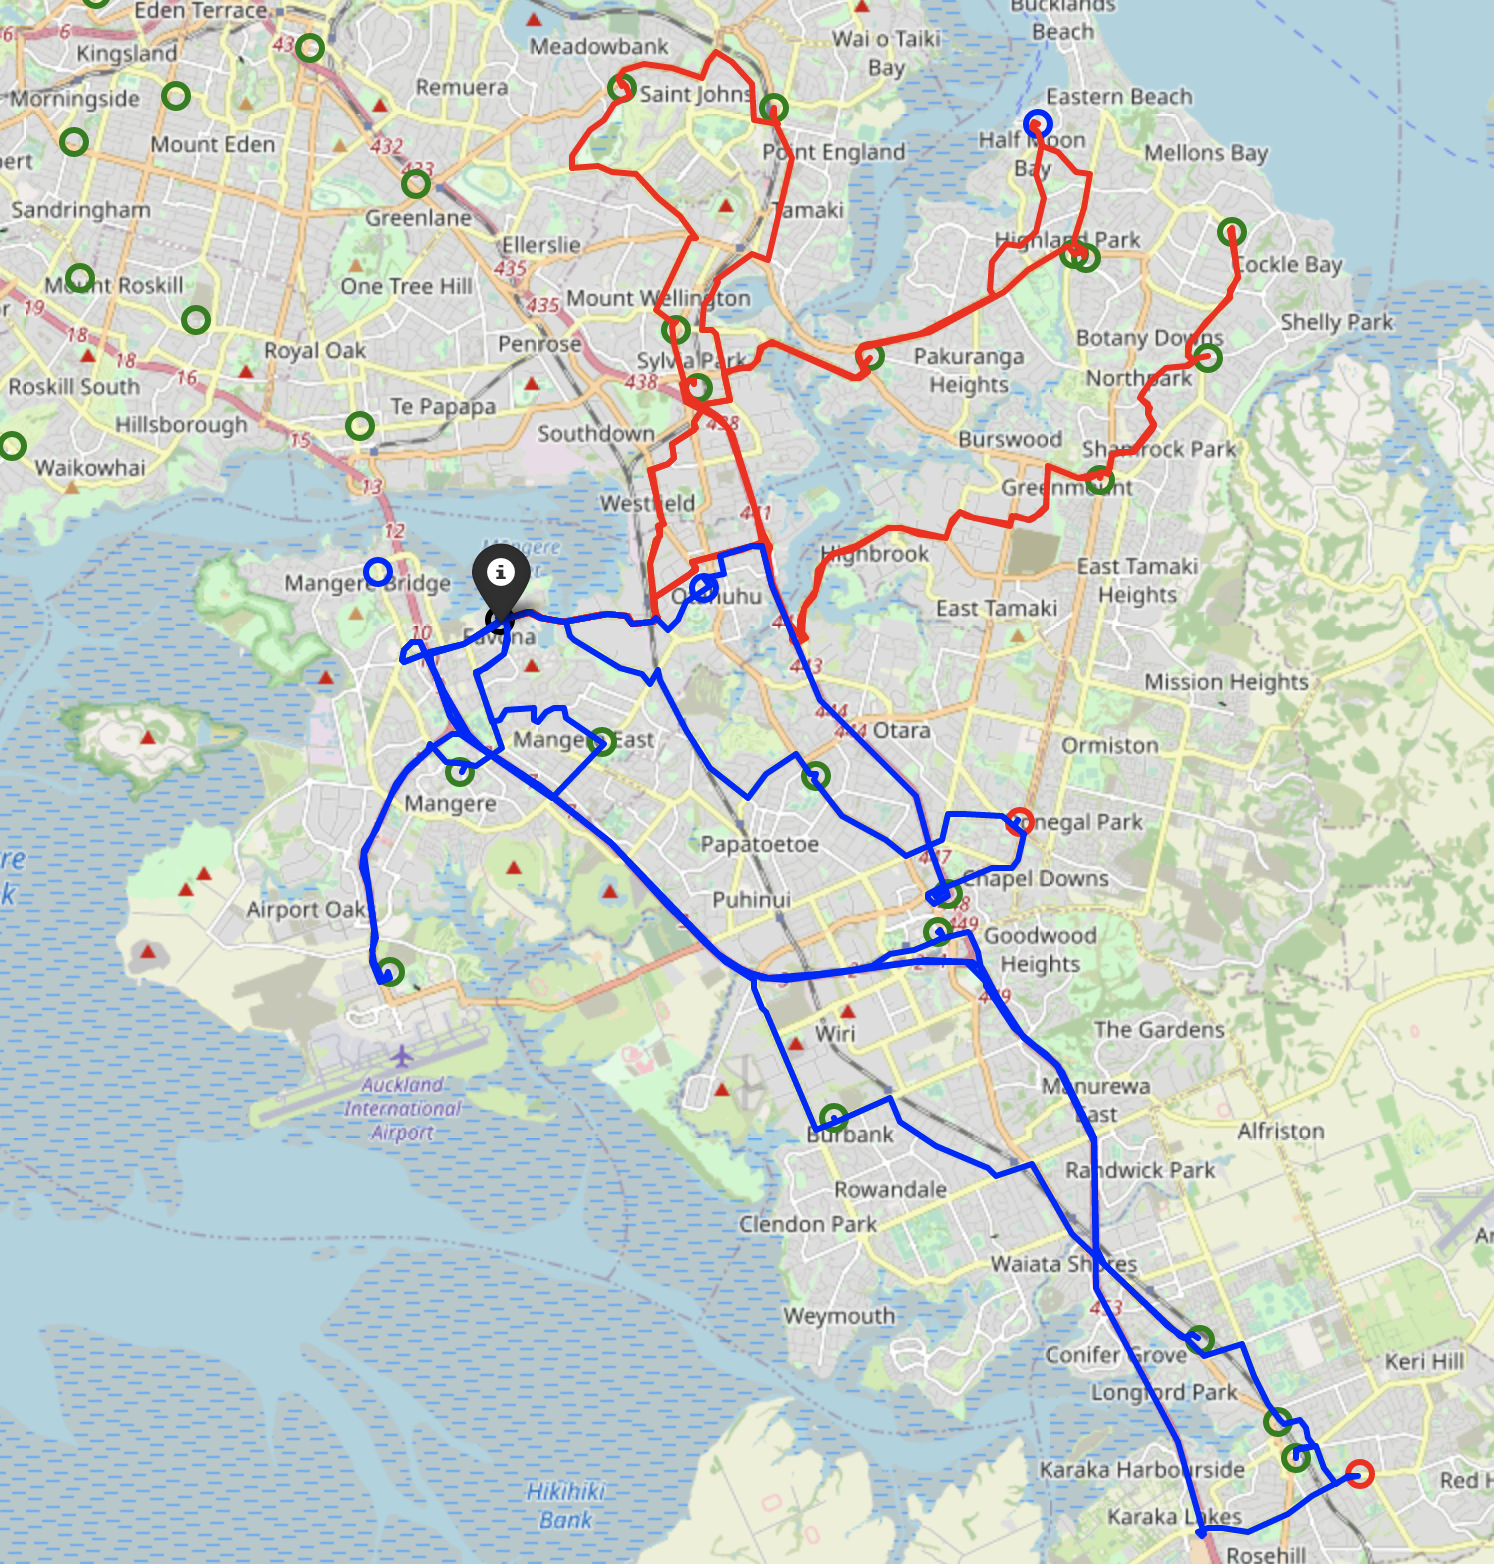 Eden Terrace
Bucklands
Beach
6
Kingsland
43
Meadowbank
Wai o Taiki
Bay
Morningside
Remuera
Saint Johns
Eastern Beach
432
Mount Eden
Half Moon
Bay
Mellons Bay
Point England
433
Sandringham
Greenlane
Tamaki
Ellerslie
Highland Park
435
Cockle Bay
Mount Roskill
One Tree Hill
435
Mount Wellington
19
Shelly Park
18
Royal Oak
Penrose
Botany Downs
18
Sylvia Park
Pakuranga
Heights
16
438
Northpark
Roskill South
Te Papapa
Hillsborough
438
Southdown
15
Burswood
Shamrock Park
Waikowhai
13
Greenmount
Westfield
441
12
Mangere
Highbrook
Mangere Bridge
East Tamaki
Heights
Otahuhu
East Tamaki
10
Favona
443
Mission Heights
444
444
Otara
Mangere East
Ormiston
Mangere
Donegal Park
Papatoetoe
447
Chapel Downs
Puhinui
Airport Oak
449
Goodwood
Heights
449
Wiri
The Gardens
Auckland
International
Airport
Manurewa
East
Burbank
Alfriston
Randwick Park
Rowandale
Clendon Park
Waiata Shores
453
Weymouth
Conifer Grove
Keri Hill
Longford Park
Karaka Harbourside
Red H
Hikihiki
Bank
Karaka Lakes
Rosehill